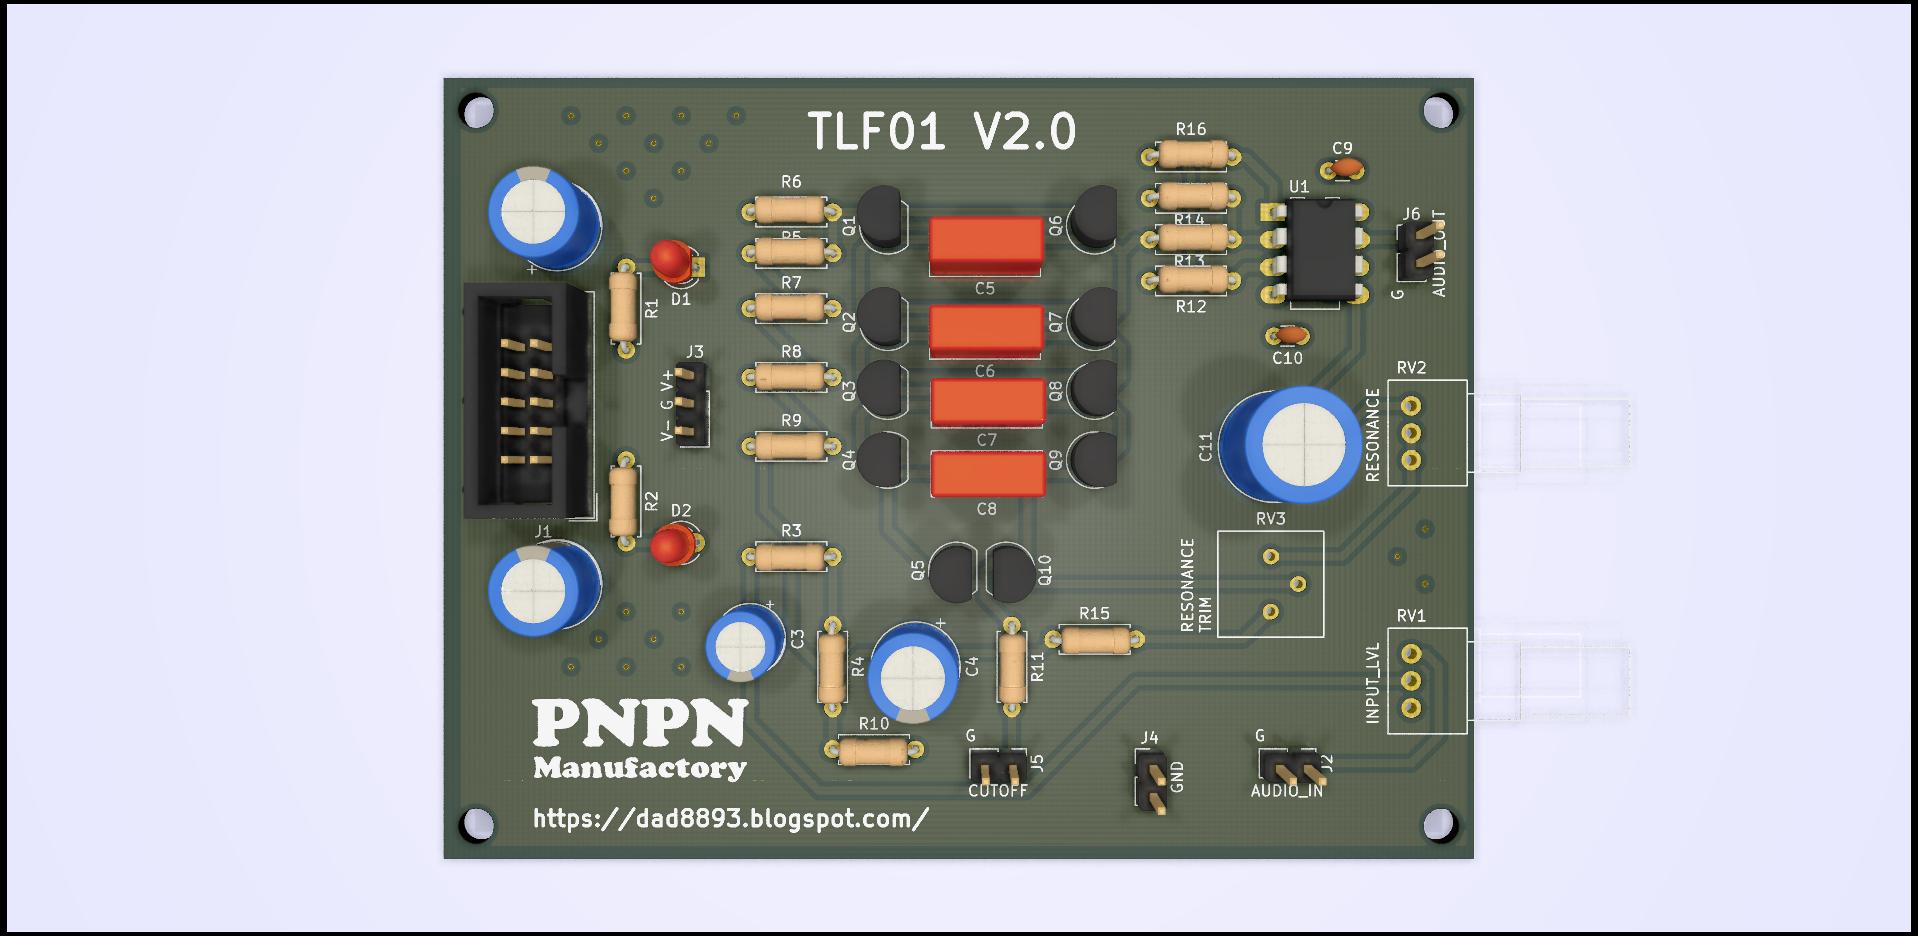 TLF01 V2.0
R16
C9
R6
U1
Q1
Q6
J6
R14
AUDIO_OUT
R5
R13
D1
R7
C5
R1
G
R12
Q2
Q7
J3
R8
C10
V+
C6
RV2
G
Q3
Q8
RESONANCE
V-
R9
C7
C11
Q4
Q9
R2
D2
C8
RV3
J1
R3
Q5
Q10
RESONANCE
TRIM
C3
R15
RV1
R4
C4
R11
INPUT_LVL
PNPN
Manufactory
R10
G
J5
CUTOFF
J4
GND
G
J2
AUDIO_IN
https://dad8893.blogspot.com/